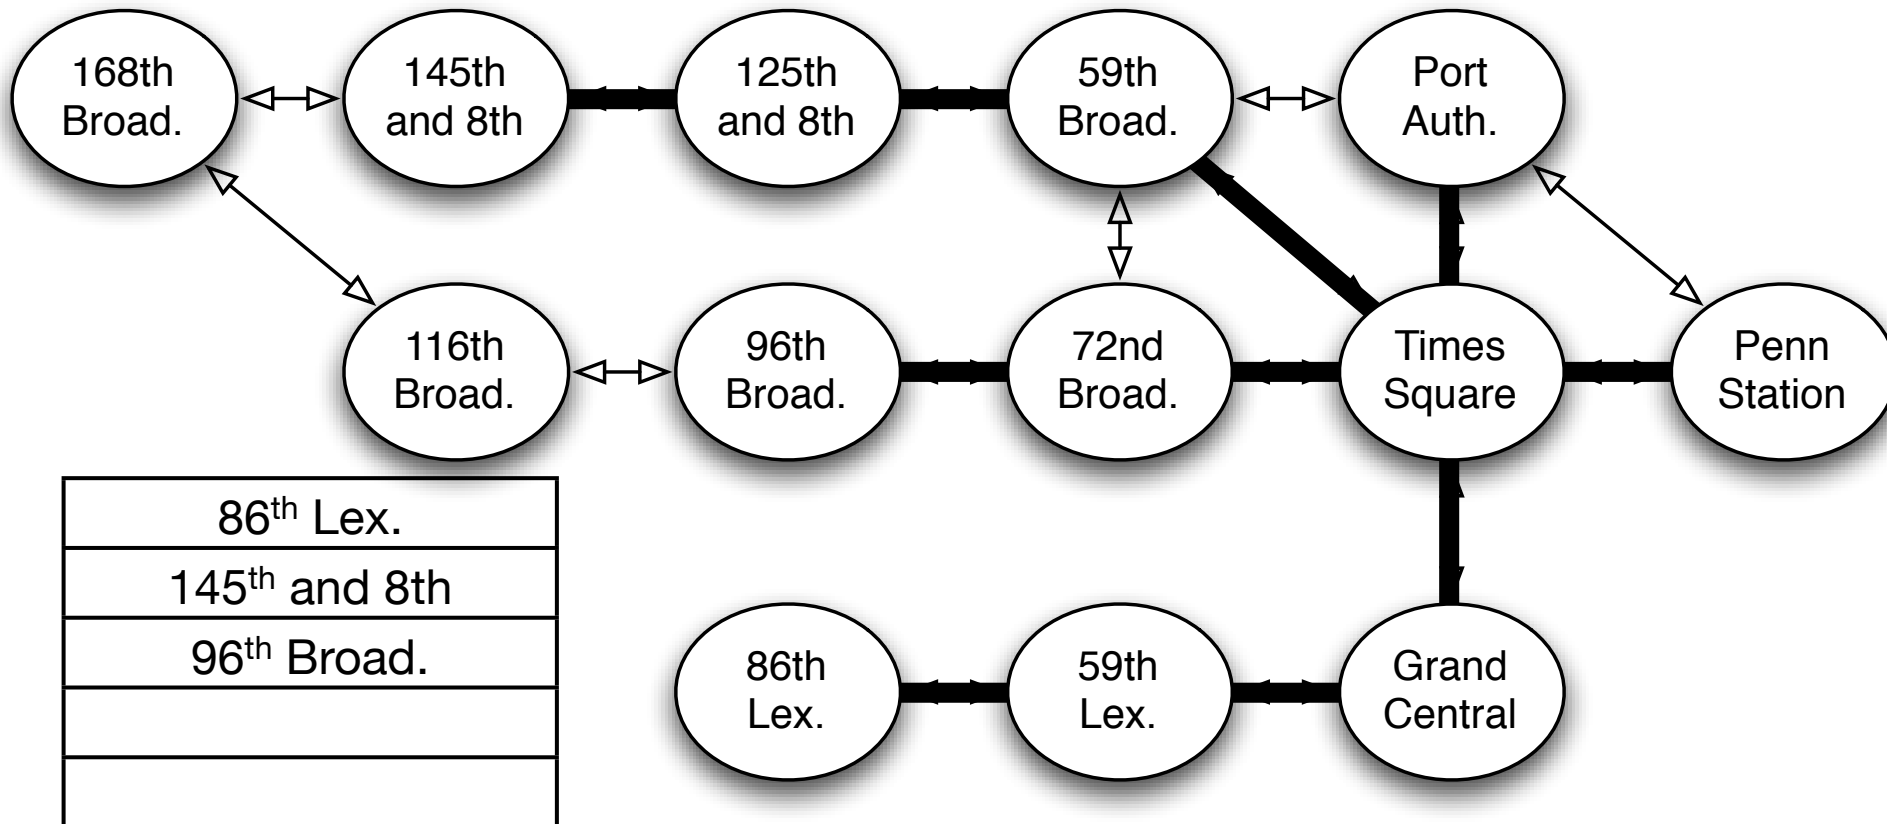 168th
Broad.
145th
and 8th
125th
and 8th
59th
Broad.
Port
Auth.
116th
Broad.
96th
Broad.
72nd
Broad.
Times
Square
Penn
Station
86th Lex.
145th and 8th
96th Broad.
86th
Lex.
59th
Lex.
Grand
Central